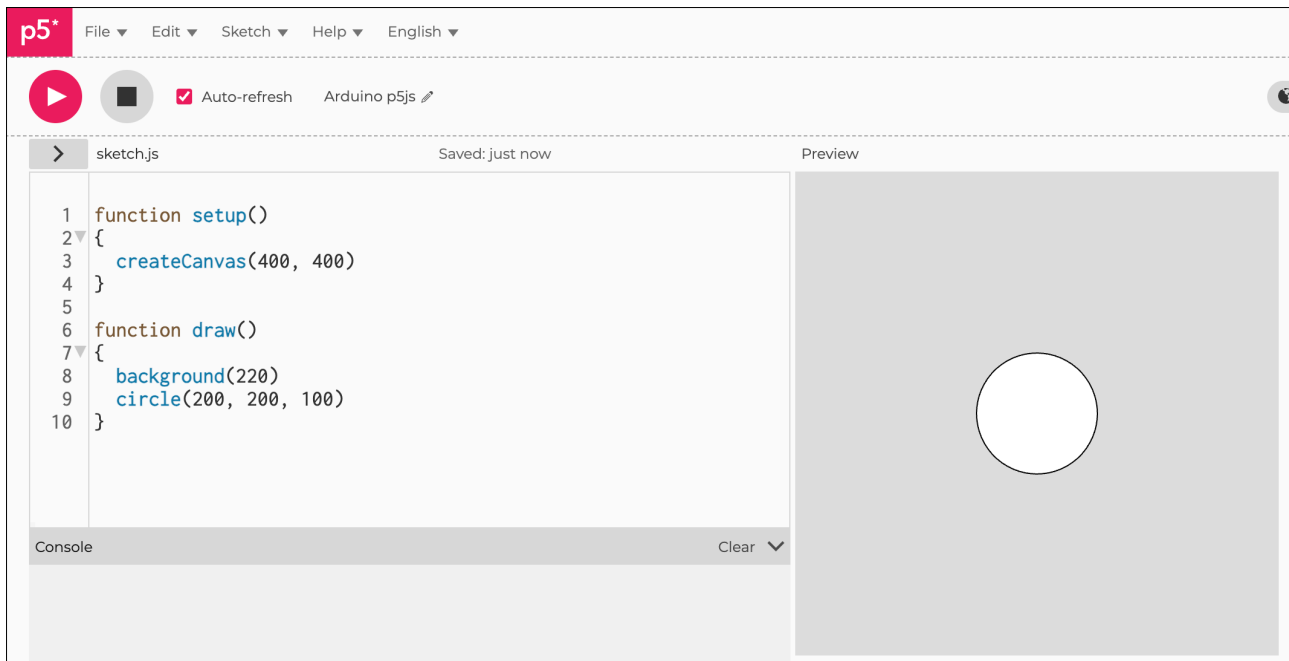 p5* File Edit Sketch Help English
Auto-refresh Arduino p5js
sketch.js Saved: just now Preview
1 function setup()
2 {
3   createCanvas(400, 400)
4 }
5
6 function draw()
7 {
8   background(220)
9   circle(200, 200, 100)
10 }
Console Clear